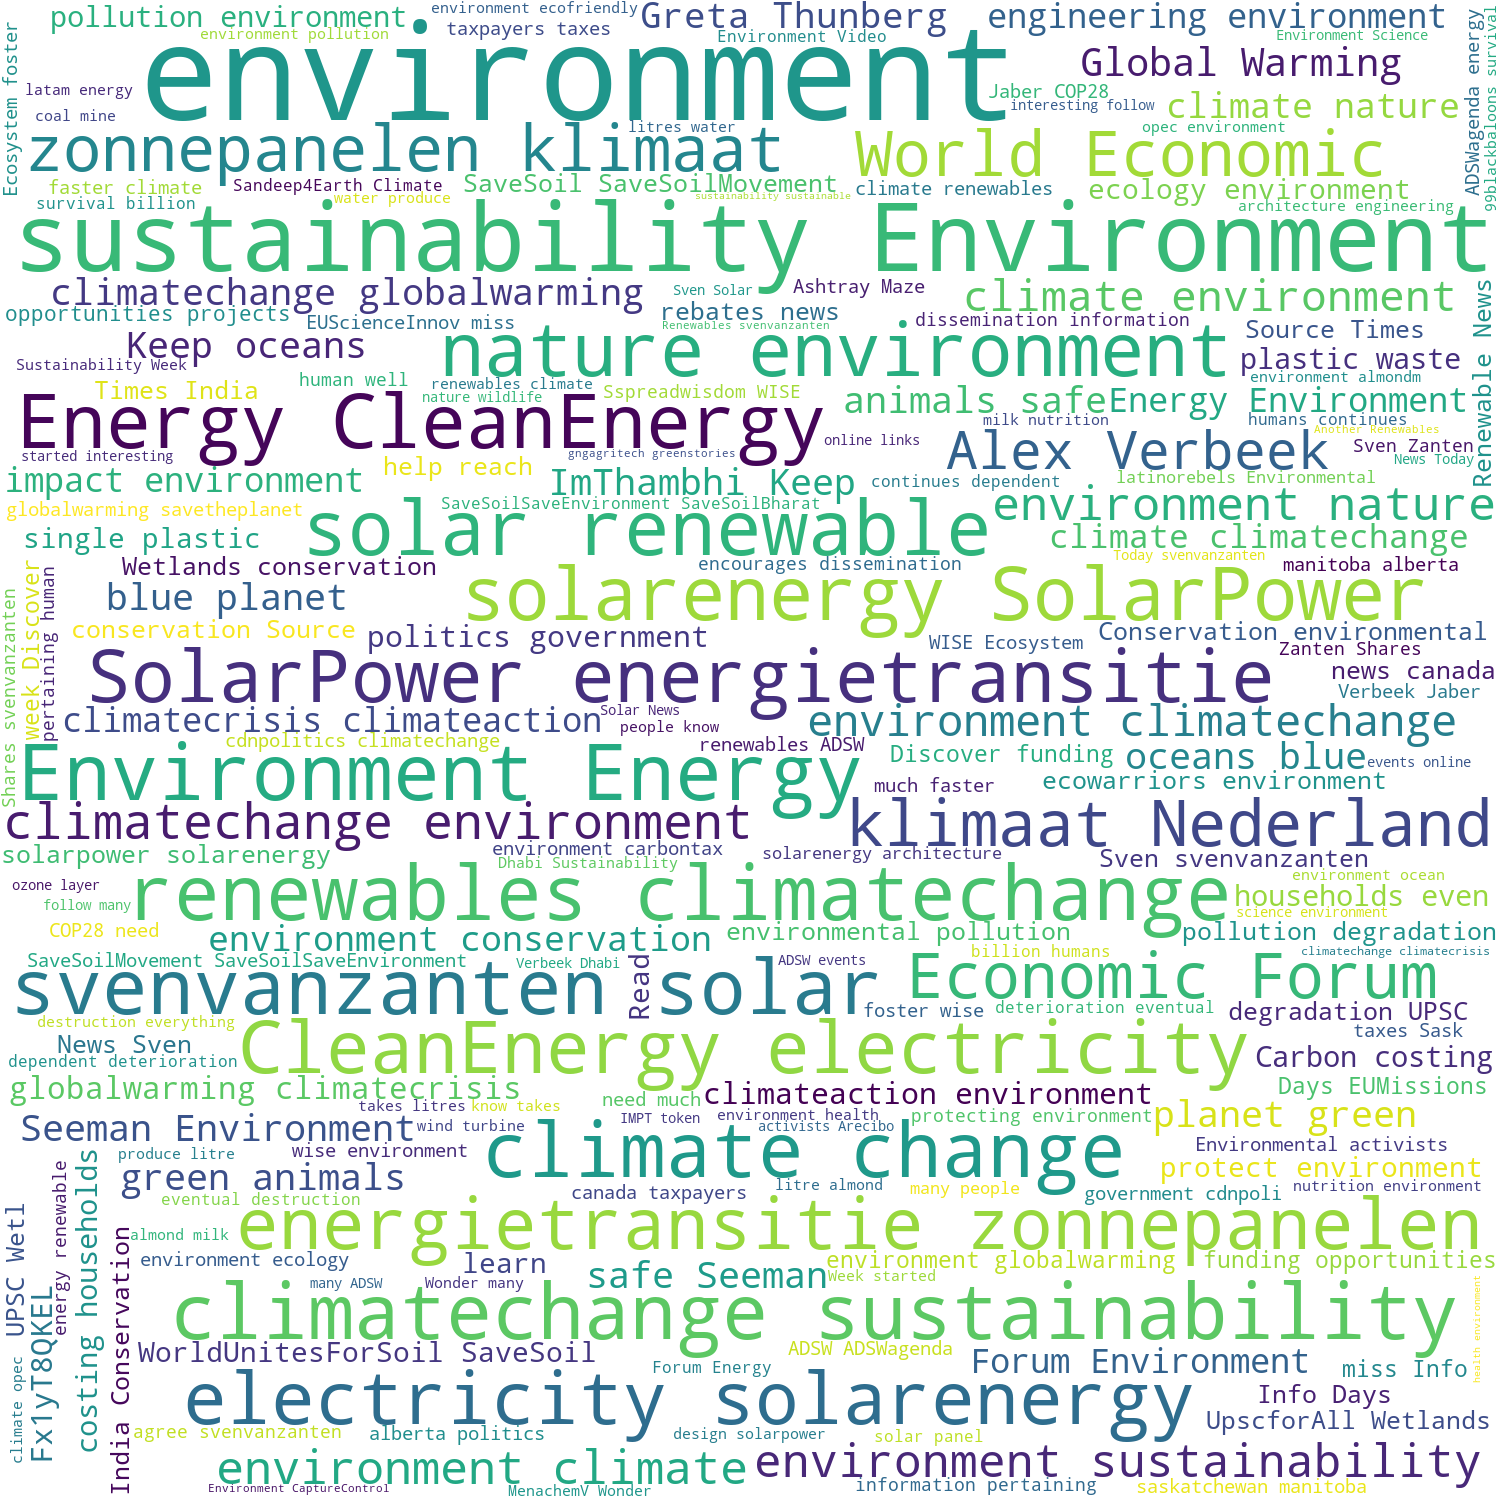 pollution environment
environment ecofriendly
Greta Thunberg
engineering environment
environment pollution
taxpayers taxes
Environment Video
Environment Science
environment
Global Warming
latam energy
coal mine
Jaber COP28
interesting follow
climate nature
Ecosystem foster
ADSWagenda energy
99blackbaloons survival
zonnepanelen klimaat
litres water
World Economic
opec environment
faster climate
Sandeep4Earth Climate
SaveSoil SaveSoilMovement
climate renewables
ecology environment
survival billion
water produce
sustainability sustainable
architecture engineering
sustainability Environment
climatechange globalwarming
Sven Solar
Ashtray Maze
climate environment
Renewable News
opportunities projects
EUScienceInnov miss
rebates news
Renewables svenvanzanten
dissemination information
Source Times
Keep oceans
nature environment
plastic waste
Sustainability Week
Times India
human well
renewables climate
nature wildlife
Sspreadwisdom WISE
animals safe
Energy Environment
environment almondm
Energy CleanEnergy
milk nutrition
humans continues
Another Renewables
started interesting
gngagritech greenstories
online links
Alex Verbeek
Sven Zanten
News Today
impact environment
help reach
ImThambhi Keep
continues dependent
latinorebels Environmental
globalwarming savetheplanet
SaveSoilSaveEnvironment SaveSoilBharat
environment nature
single plastic
solar renewable
climate climatechange
Wetlands conservation
encourages dissemination
Today svenvanzanten
manitoba alberta
blue planet
solarenergy SolarPower
Shares svenvanzanten
week Discover
pertaining human
conservation Source
politics government
WISE Ecosystem
Conservation environmental
Zanten Shares
SolarPower energietransitie
news canada
Verbeek Jaber
climatecrisis climateaction
Solar News
people know
environment climatechange
cdnpolitics climatechange
renewables ADSW
Discover funding
oceans blue
events online
Environment Energy
much faster
ecowarriors environment
climatechange environment
klimaat Nederland
solarpower solarenergy
environment carbontax
Dhabi Sustainability
solarenergy architecture
Sven svenvanzanten
ozone layer
follow many
renewables climatechange
environment ocean
households even
science environment
COP28 need
environment conservation
environmental pollution
pollution degradation
SaveSoilMovement SaveSoilSaveEnvironment
Verbeek Dhabi
Read
billion humans
climatechange climatecrisis
svenvanzanten solar
ADSW events
Economic Forum
destruction everything
foster wise
deterioration eventual
degradation UPSC
News Sven
taxes Sask
dependent deterioration
CleanEnergy electricity
Carbon costing
globalwarming climatecrisis
need much
climateaction environment
Days EUMissions
takes litres
know takes
IMPT token
environment health
protecting environment
planet green
Seeman Environment
wind turbine
activists Arecibo
produce litre
wise environment
climate change
Environmental activists
green animals
litre almond
many people
protect environment
eventual destruction
canada taxpayers
government cdnpoli
nutrition environment
UPSC Wetl
costing households
energy renewable
almond milk
energietransitie zonnepanelen
environment ecology
learn
environment globalwarming
funding opportunities
India Conservation
many ADSW
Wonder many
safe Seeman
Week started
Fx1yT8QKEL
climatechange sustainability
health environment
WorldUnitesForSoil SaveSoil
ADSW ADSWagenda
climate opec
Forum Energy
Forum Environment
miss Info
electricity solarenergy
Info Days
UpscforAll Wetlands
agree svenvanzanten
alberta politics
design solarpower
solar panel
environment climate
environment sustainability
Environment CaptureControl
MenachemV Wonder
information pertaining
saskatchewan manitoba